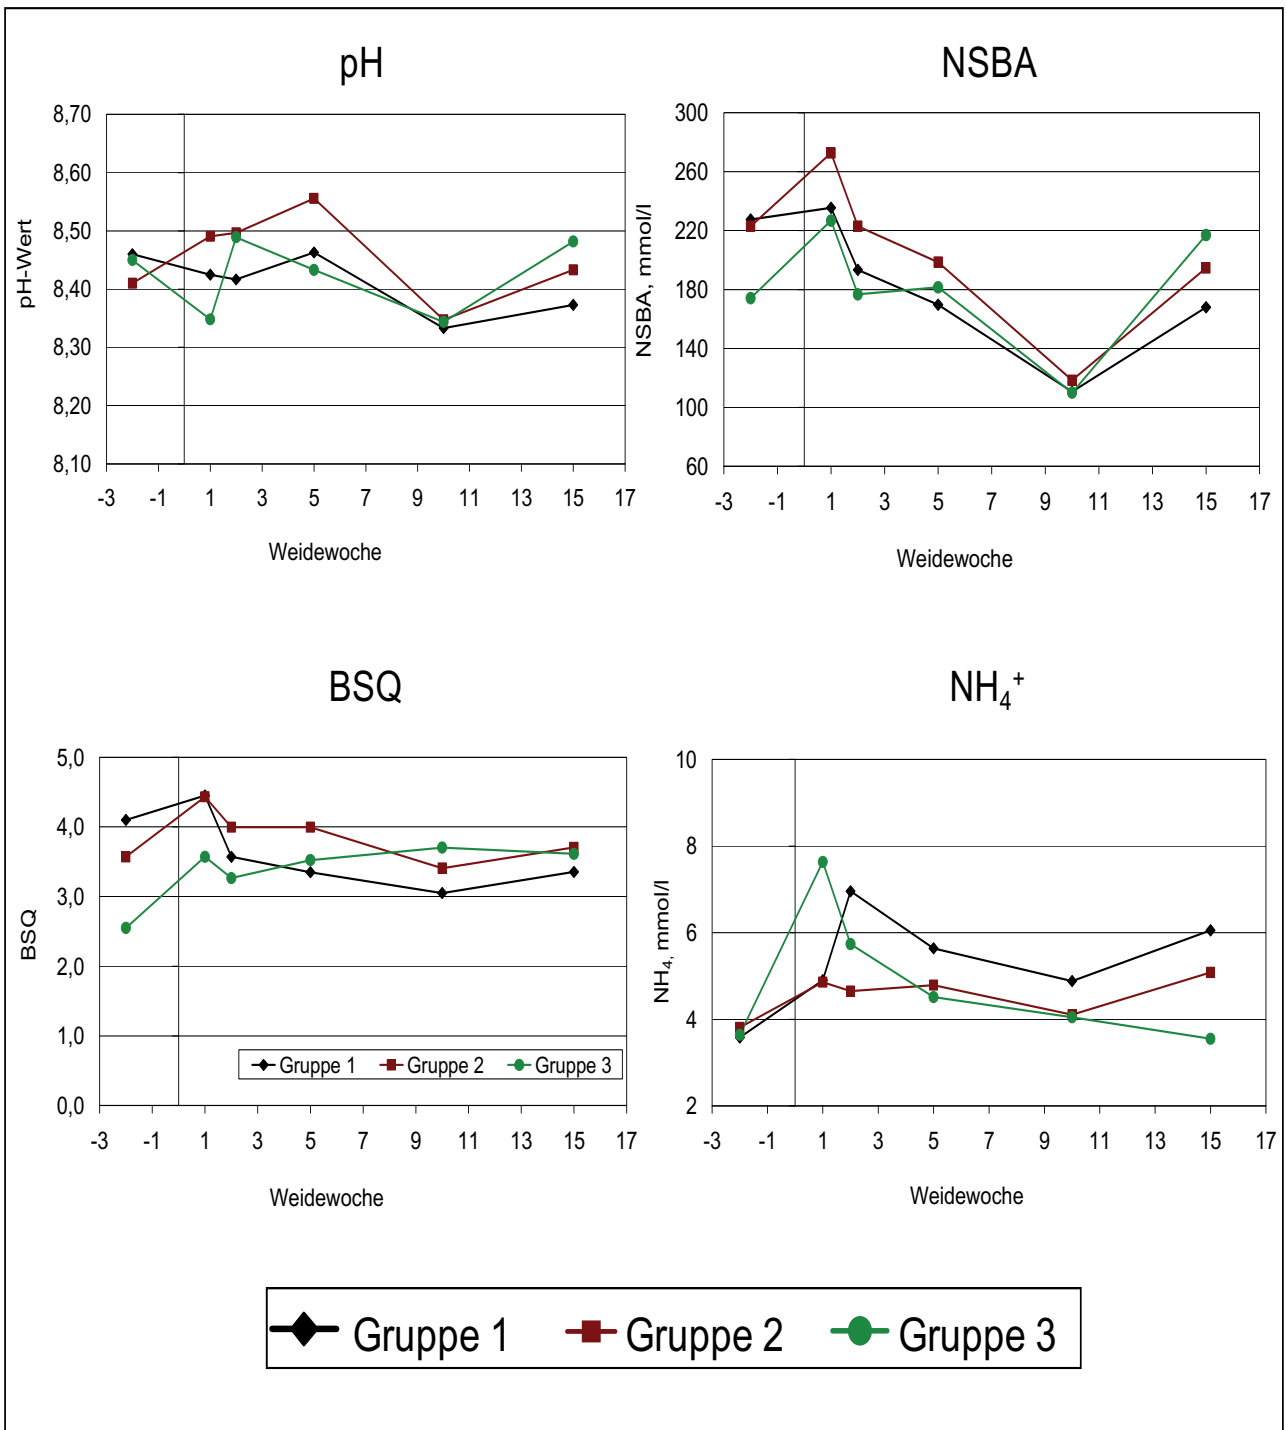 pH
8,70
8,60
8,50
8,40
8,30
8,20
8,10
pH-Wert
-3 -1 1 3 5 7 9 11 13 15 17
Weidewoche
NSBA
300
260
220
180
140
100
60
NSBA, mmol/l
-3 -1 1 3 5 7 9 11 13 15 17
Weidewoche
BSQ
5,0
4,0
3,0
2,0
1,0
0,0
BSQ
Gruppe 1 Gruppe 2 Gruppe 3
-3 -1 1 3 5 7 9 11 13 15 17
Weidewoche
NH₄⁺
10
8
6
4
2
NH₄, mmol/l
-3 -1 1 3 5 7 9 11 13 15 17
Weidewoche
Gruppe 1 Gruppe 2 Gruppe 3